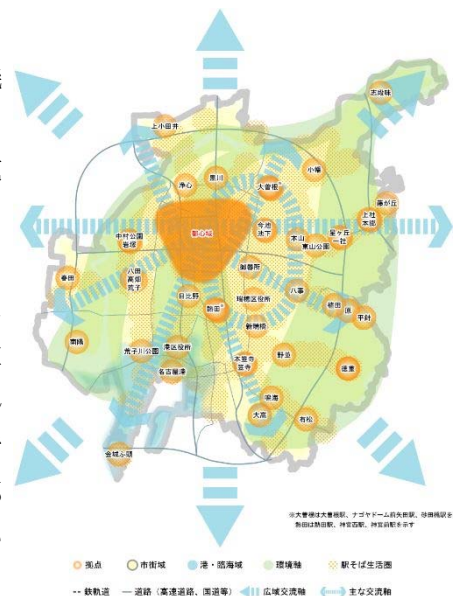 志段味
上小田井
小幡
黒川
浄心
大曽根*
藤が丘
上社
本郷
都心域
今池
池下
星ヶ丘
一社
本山
東山公園
中村公園
岩塚
御器所
八田
高畑
荒子
春田
日比野
瑞穂区役所
八事
熱田*
植田
原
平針
新瑞橋
南陽
荒子川公園
港区役所
野並
名古屋港
本笠寺
笠寺
徳重
鳴海
大高
有松
金城ふ頭
※大曽根は大曽根駅、ナゴヤドーム前矢田駅、砂田橋駅を
熱田は熱田駅、神宮西駅、神宮前駅を示す
拠点 市街域 港・臨海域 環境軸 駅そば生活圏
鉄軌道 道路（高速道路、国道等） 広域交流軸 主な交流軸